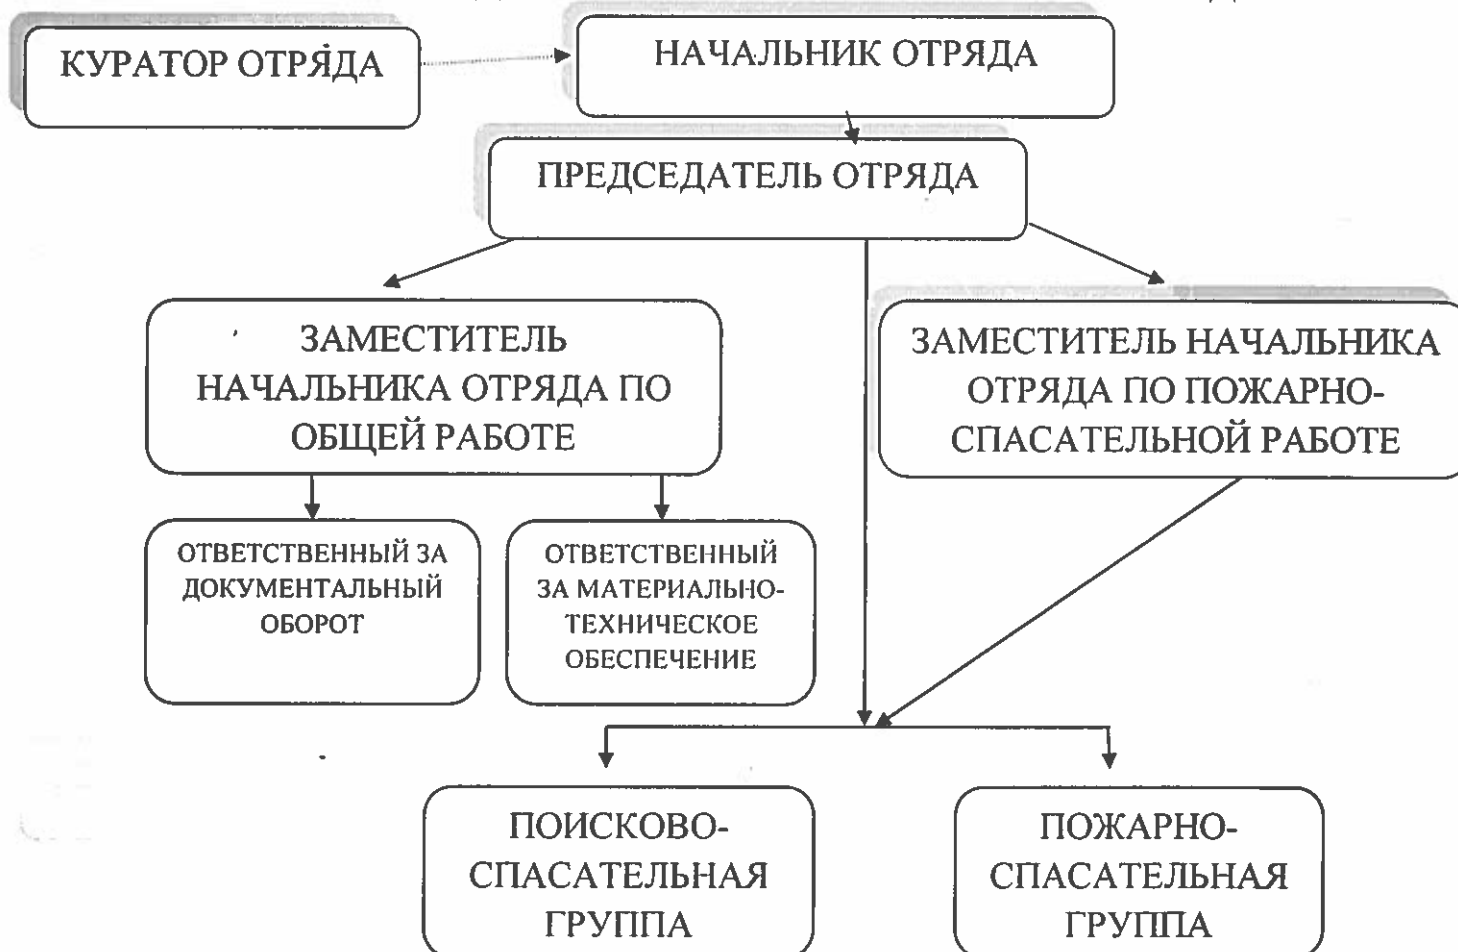 КУРАТОР ОТРЯДА
НАЧАЛЬНИК ОТРЯДА
ПРЕДСЕДАТЕЛЬ ОТРЯДА
ЗАМЕСТИТЕЛЬ
НАЧАЛЬНИКА ОТРЯДА ПО
ОБЩЕЙ РАБОТЕ
ЗАМЕСТИТЕЛЬ НАЧАЛЬНИКА
ОТРЯДА ПО ПОЖАРНО-
СПАСАТЕЛЬНОЙ РАБОТЕ
ОТВЕТСТВЕННЫЙ ЗА
ДОКУМЕНТАЛЬНЫЙ
ОБОРОТ
ОТВЕТСТВЕННЫЙ
ЗА МАТЕРИАЛЬНО-
ТЕХНИЧЕСКОЕ
ОБЕСПЕЧЕНИЕ
ПОИСКОВО-
СПАСАТЕЛЬНАЯ
ГРУППА
ПОЖАРНО-
СПАСАТЕЛЬНАЯ
ГРУППА